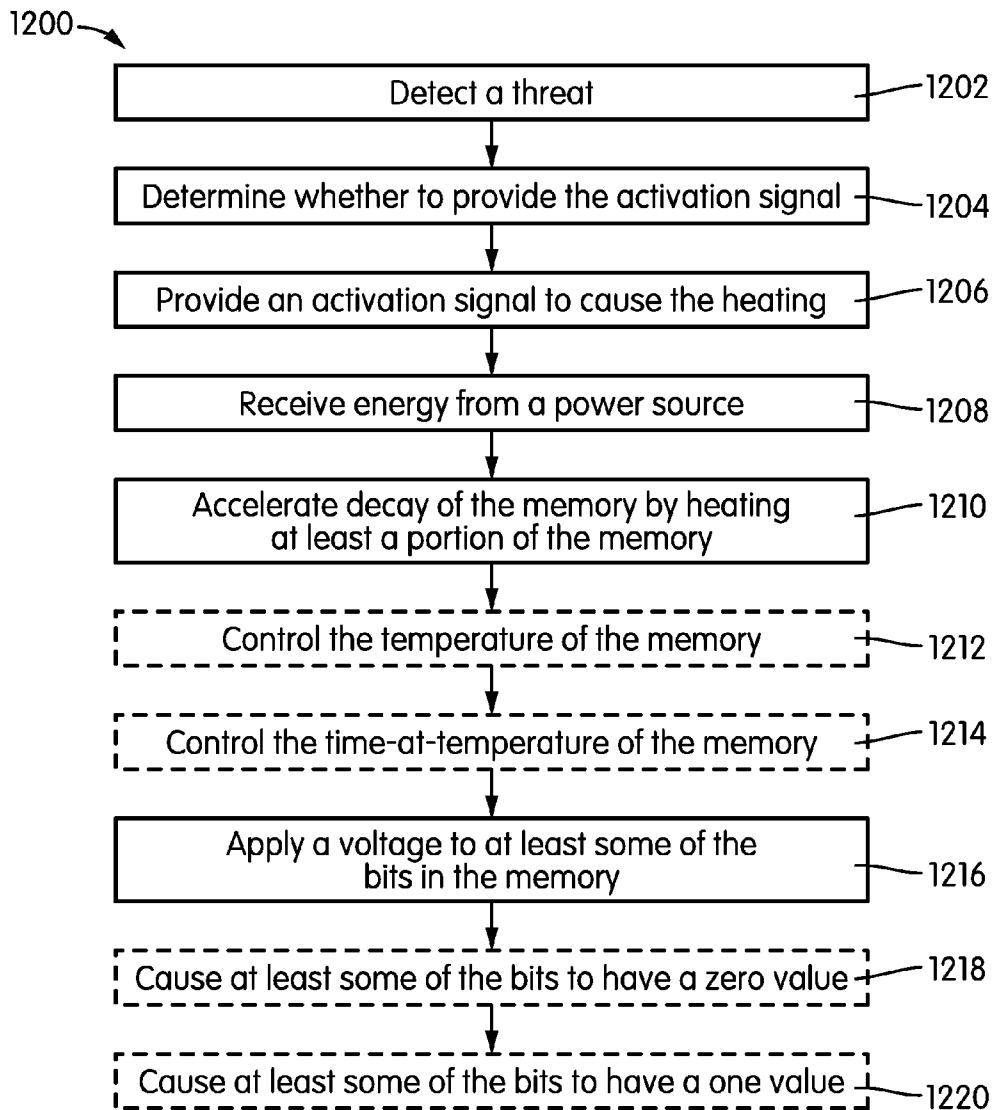 1200
Detect a threat
1202
Determine whether to provide the activation signal
1204
Provide an activation signal to cause the heating
1206
Receive energy from a power source
1208
Accelerate decay of the memory by heating
at least a portion of the memory
1210
Control the temperature of the memory
1212
Control the time-at-temperature of the memory
1214
Apply a voltage to at least some of the
bits in the memory
1216
Cause at least some of the bits to have a zero value
1218
Cause at least some of the bits to have a one value
1220